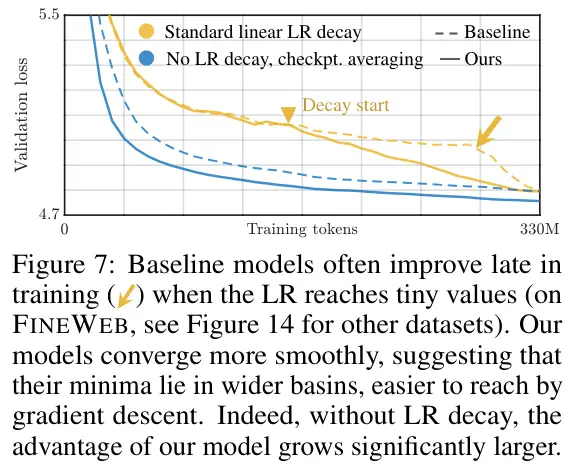 5.5
Standard linear LR decay
Baseline
No LR decay, checkpt. averaging
Ours
Decay start
Validation loss
4.7
0
Training tokens
330M
Figure 7: Baseline models often improve late in
training ( ) when the LR reaches tiny values (on
FINEWEB, see Figure 14 for other datasets). Our
models converge more smoothly, suggesting that
their minima lie in wider basins, easier to reach by
gradient descent. Indeed, without LR decay, the
advantage of our model grows significantly larger.